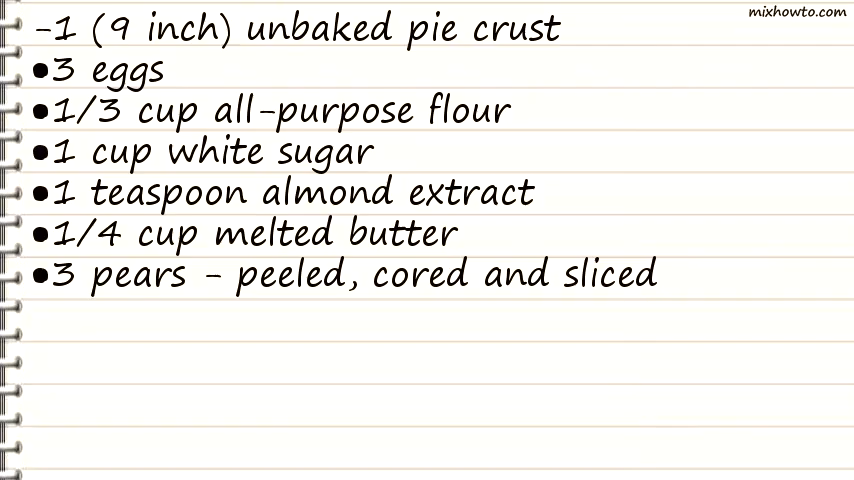 mixhowto.com
-1 (9 inch) unbaked pie crust
•3 eggs
•1/3 cup all-purpose flour
•1 cup white sugar
•1 teaspoon almond extract
•1/4 cup melted butter
•3 pears - peeled, cored and sliced